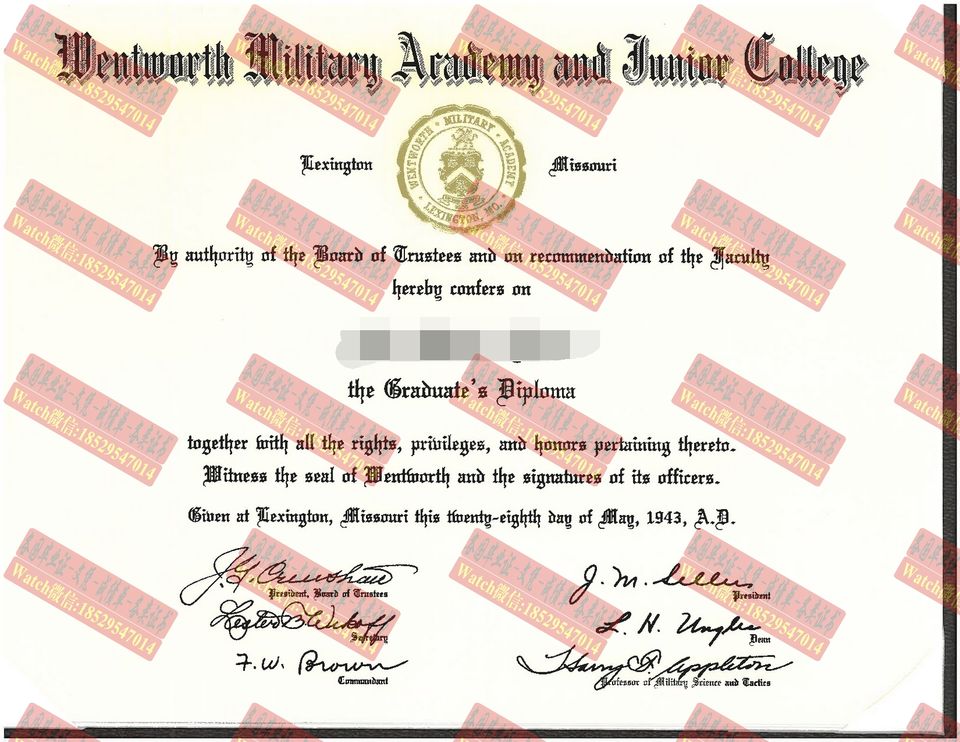 Wentworth Military Academy and Junior College
WENTWORTH · MILITARY · ACADEMY
· LEXINGTON, MO. ·
Lexington Missouri
By authority of the Board of Trustees and on recommendation of the Faculty
hereby confers on
the Graduate's Diploma
together with all the rights, privileges, and honors pertaining thereto.
Witness the seal of Wentworth and the signatures of its officers.
Given at Lexington, Missouri this twenty-eighth day of May, 1943, A.D.
J. M. Sellers
President, Board of Trustees
President
L. H. Ungles
Secretary
Dean
F. W. Brown
Harry F. Appleton
Commandant
Professor of Military Science and Tactics
Watch微信:18529547014